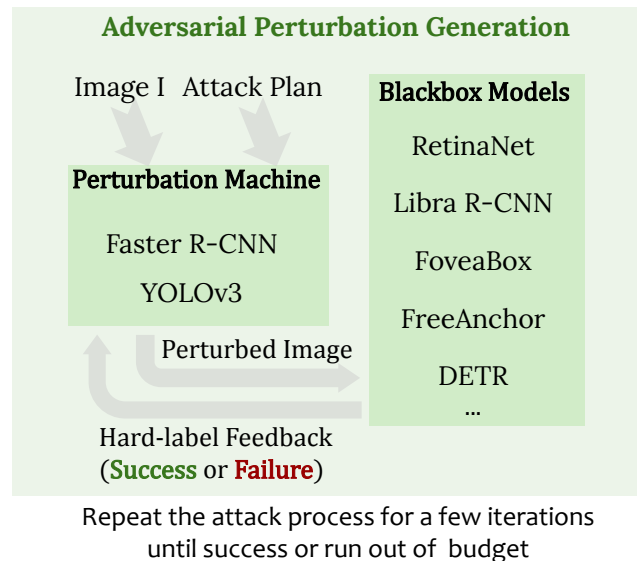 Adversarial Perturbation Generation
Image I Attack Plan
Perturbation Machine
Faster R-CNN
YOLOv3
Blackbox Models
RetinaNet
Libra R-CNN
FoveaBox
FreeAnchor
DETR
...
Perturbed Image
Hard-label Feedback
(Success or Failure)
Repeat the attack process for a few iterations
until success or run out of budget